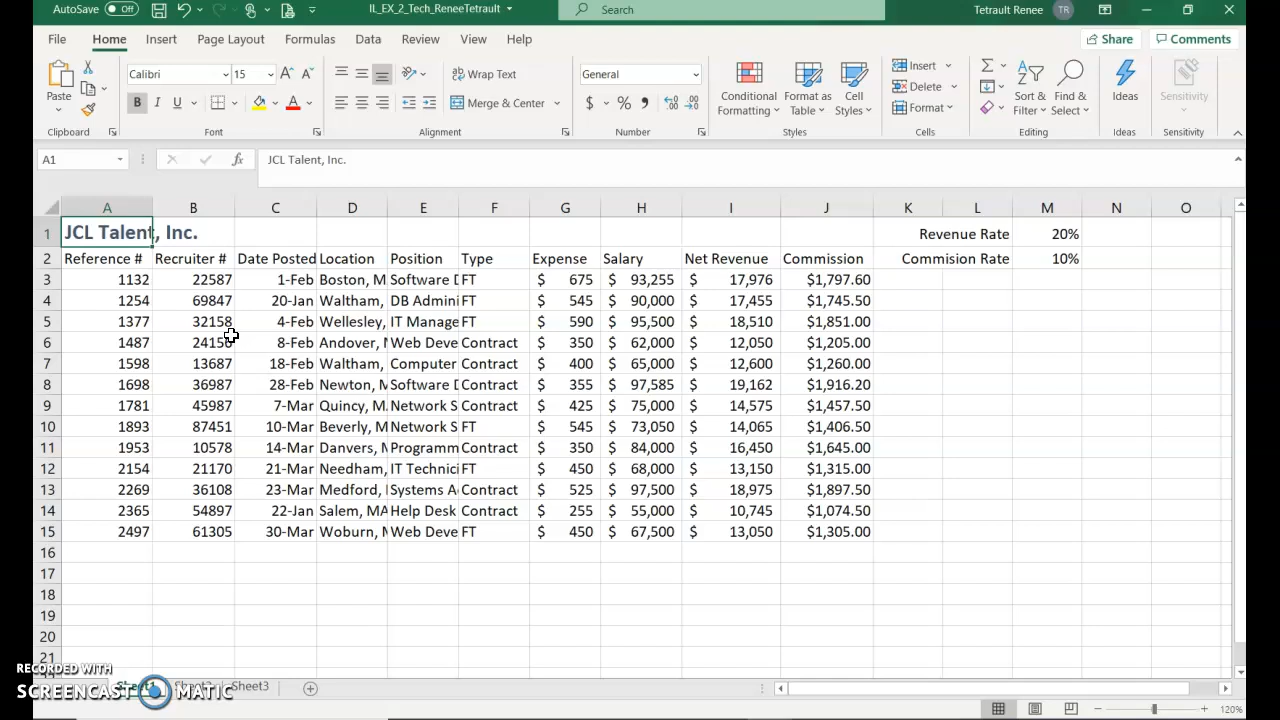 AutoSave Off IL_EX_2_Tech_ReneeTetrault Search Tetrault Renee TR
File Home Insert Page Layout Formulas Data Review View Help Share Comments
Paste Calibri 15 A A Wrap Text General Conditional Formatting Format as Table Cell Styles Insert Sort & Filter Find & Select Ideas Sensitivity
B I U A Merge & Center $ % Delete
Format
Clipboard Font Alignment Number Styles Cells Editing Ideas Sensitivity
A1 fx JCL Talent, Inc.
A B C D E F G H I J K L M N O
1 JCL Talent, Inc. Revenue Rate 20%
2 Reference # Recruiter # Date Posted Location Position Type Expense Salary Net Revenue Commission Commision Rate 10%
3 1132 22587 1-Feb Boston, M Software D FT $ 675 $ 93,255 $ 17,976 $1,797.60
4 1254 69847 20-Jan Waltham, DB Admini FT $ 545 $ 90,000 $ 17,455 $1,745.50
5 1377 32158 4-Feb Wellesley, IT Manage FT $ 590 $ 95,500 $ 18,510 $1,851.00
6 1487 8-Feb Andover, Web Deve Contract $ 350 $ 62,000 $ 12,050 $1,205.00
7 1598 13687 18-Feb Waltham, Computer Contract $ 400 $ 65,000 $ 12,600 $1,260.00
8 1698 36987 28-Feb Newton, M Software D Contract $ 355 $ 97,585 $ 19,162 $1,916.20
9 1781 45987 7-Mar Quincy, M Network S Contract $ 425 $ 75,000 $ 14,575 $1,457.50
10 1893 87451 10-Mar Beverly, M Network S FT $ 545 $ 73,050 $ 14,065 $1,406.50
11 1953 10578 14-Mar Danvers, Programm Contract $ 350 $ 84,000 $ 16,450 $1,645.00
12 2154 21170 21-Mar Needham, IT Technici FT $ 450 $ 68,000 $ 13,150 $1,315.00
13 2269 36108 23-Mar Medford, Systems A Contract $ 525 $ 97,500 $ 18,975 $1,897.50
14 2365 54897 22-Jan Salem, MA Help Desk Contract $ 255 $ 55,000 $ 10,745 $1,074.50
15 2497 61305 30-Mar Woburn, Web Deve FT $ 450 $ 67,500 $ 13,050 $1,305.00
16
17
18
19
20
21
RECORDED WITH
SCREENCAST MATIC
Sheet3
120%